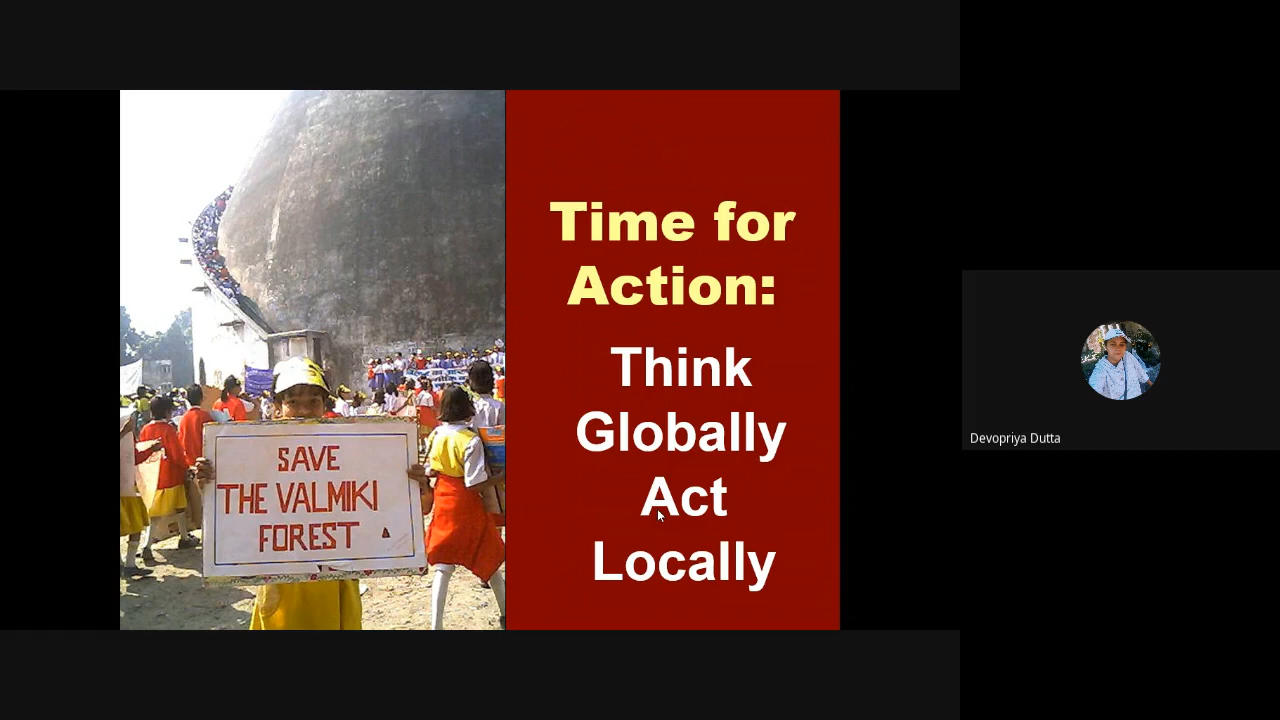 SAVE
THE VALMIKI
FOREST
Time for
Action:
Think
Globally
Act
Locally
Devopriya Dutta